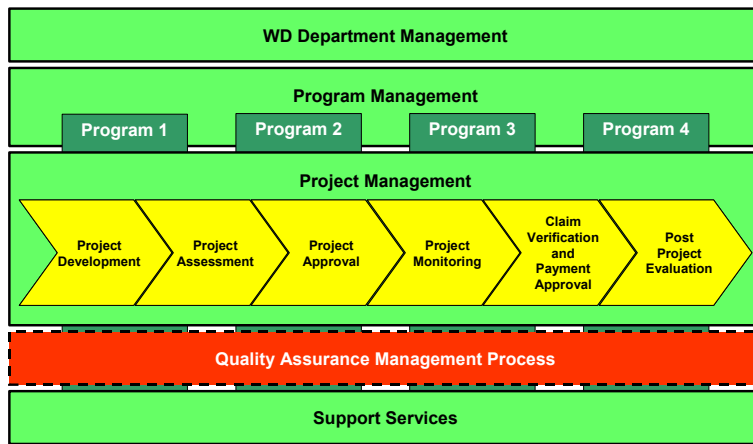 WD Department Management
Program Management
Program 1
Program 2
Program 3
Program 4
Project Management
Project
Development
Project
Assessment
Project
Approval
Project
Monitoring
Claim
Verification
and
Payment
Approval
Post
Project
Evaluation
Quality Assurance Management Process
Support Services